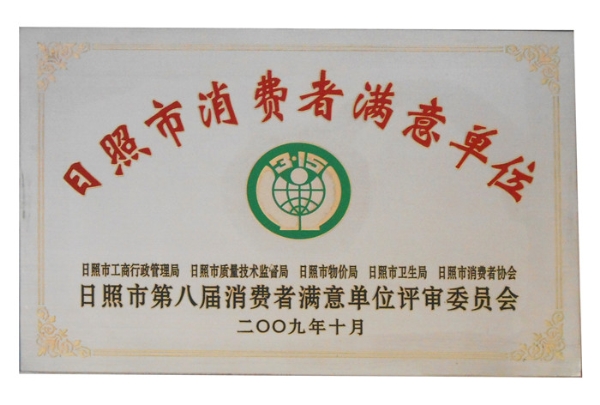 日照市消费者满意单位
3·15
日照市工商行政管理局 日照市质量技术监督局 日照市物价局 日照市卫生局 日照市消费者协会
日照市第八届消费者满意单位评审委员会
二〇〇九年十月